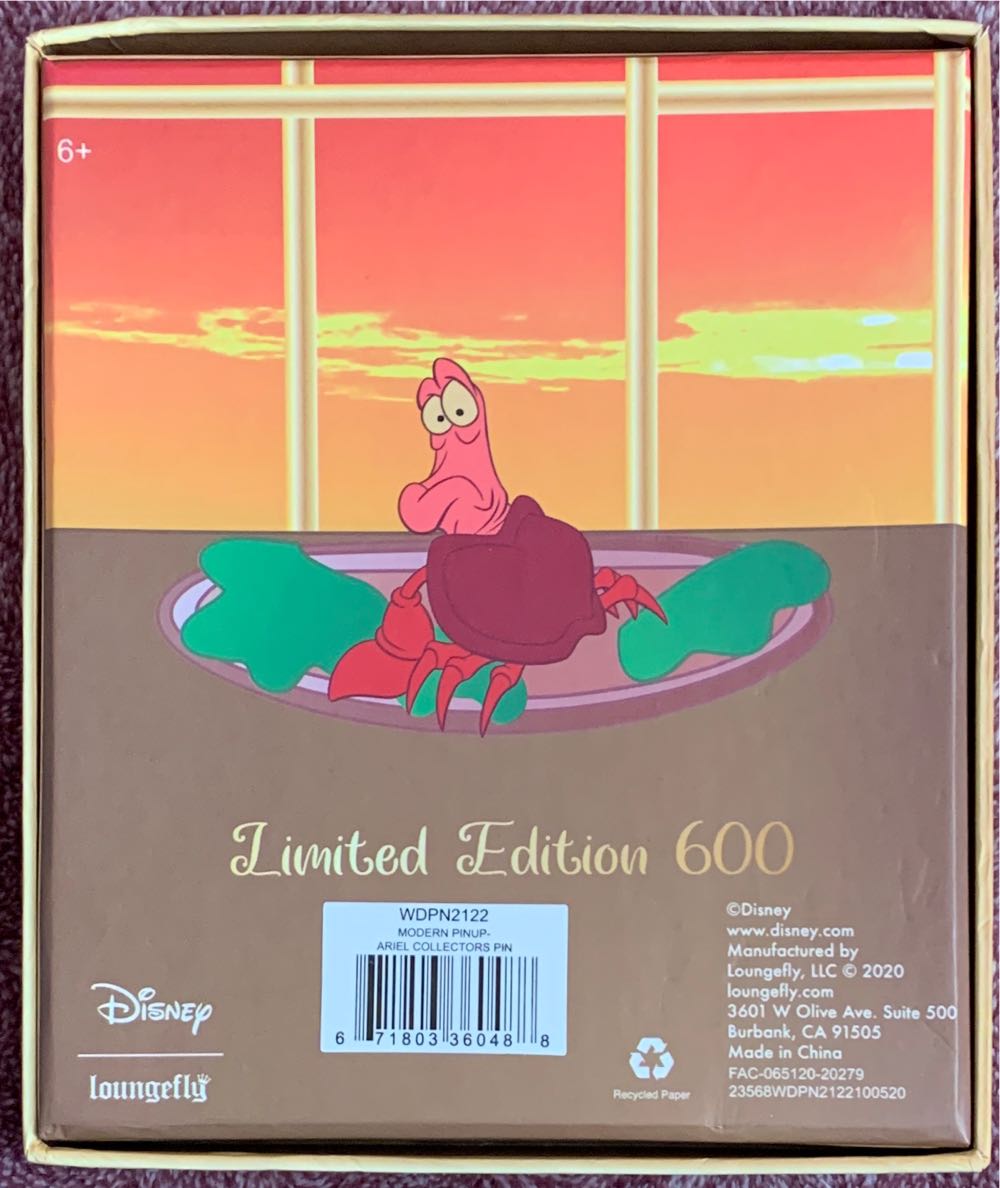 6+
Limited Edition 600
WDPN2122
MODERN PINUP-
ARIEL COLLECTORS PIN
6 71803 36048 8
Disney
loungefly
Recycled Paper
©Disney
www.disney.com
Manufactured by
Loungefly, LLC © 2020
loungefly.com
3601 W Olive Ave. Suite 500
Burbank, CA 91505
Made in China
FAC-065120-20279
23568WDPN2122100520